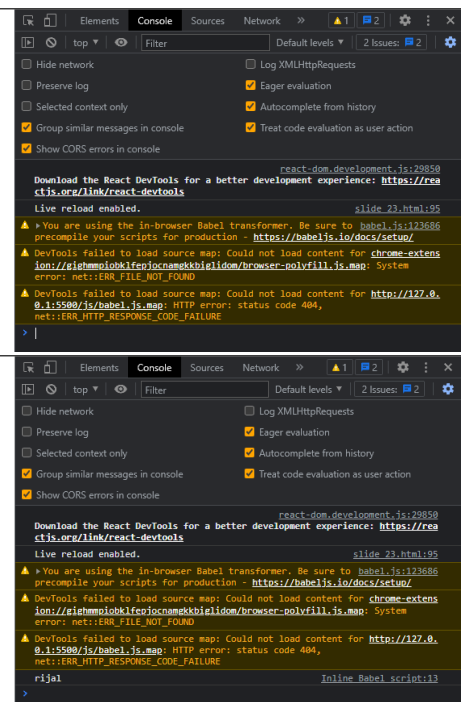 Elements Console Sources Network » 1 2
top ▼ Filter Default levels ▼ 2 Issues: 2
Hide network Log XMLHttpRequests
Preserve log Eager evaluation
Selected context only Autocomplete from history
Group similar messages in console Treat code evaluation as user action
Show CORS errors in console
react-dom.development.js:29850
Download the React DevTools for a better development experience: https://rea
ctjs.org/link/react-devtools
Live reload enabled. slide 23.html:95
You are using the in-browser Babel transformer. Be sure to babel.js:123686
precompile your scripts for production - https://babeljs.io/docs/setup/
DevTools failed to load source map: Could not load content for chrome-extens
ion://gighmmpiobklfepjocnamgkkbiglidom/browser-polyfill.js.map: System
error: net::ERR_FILE_NOT_FOUND
DevTools failed to load source map: Could not load content for http://127.0.
0.1:5500/js/babel.js.map: HTTP error: status code 404,
net::ERR_HTTP_RESPONSE_CODE_FAILURE
>
Elements Console Sources Network » 1 2
top ▼ Filter Default levels ▼ 2 Issues: 2
Hide network Log XMLHttpRequests
Preserve log Eager evaluation
Selected context only Autocomplete from history
Group similar messages in console Treat code evaluation as user action
Show CORS errors in console
react-dom.development.js:29850
Download the React DevTools for a better development experience: https://rea
ctjs.org/link/react-devtools
Live reload enabled. slide 23.html:95
You are using the in-browser Babel transformer. Be sure to babel.js:123686
precompile your scripts for production - https://babeljs.io/docs/setup/
DevTools failed to load source map: Could not load content for chrome-extens
ion://gighmmpiobklfepjocnamgkkbiglidom/browser-polyfill.js.map: System
error: net::ERR_FILE_NOT_FOUND
DevTools failed to load source map: Could not load content for http://127.0.
0.1:5500/js/babel.js.map: HTTP error: status code 404,
net::ERR_HTTP_RESPONSE_CODE_FAILURE
rijal Inline Babel script:13
>